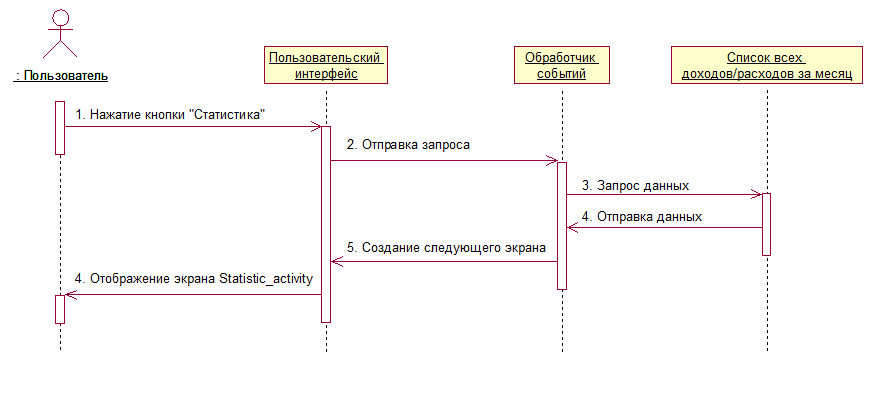 : Пользователь
Пользовательский
интерфейс
Обработчик
событий
Список всех
доходов/расходов за месяц
1. Нажатие кнопки "Статистика"
2. Отправка запроса
3. Запрос данных
4. Отправка данных
5. Создание следующего экрана
4. Отображение экрана Statistic_activity